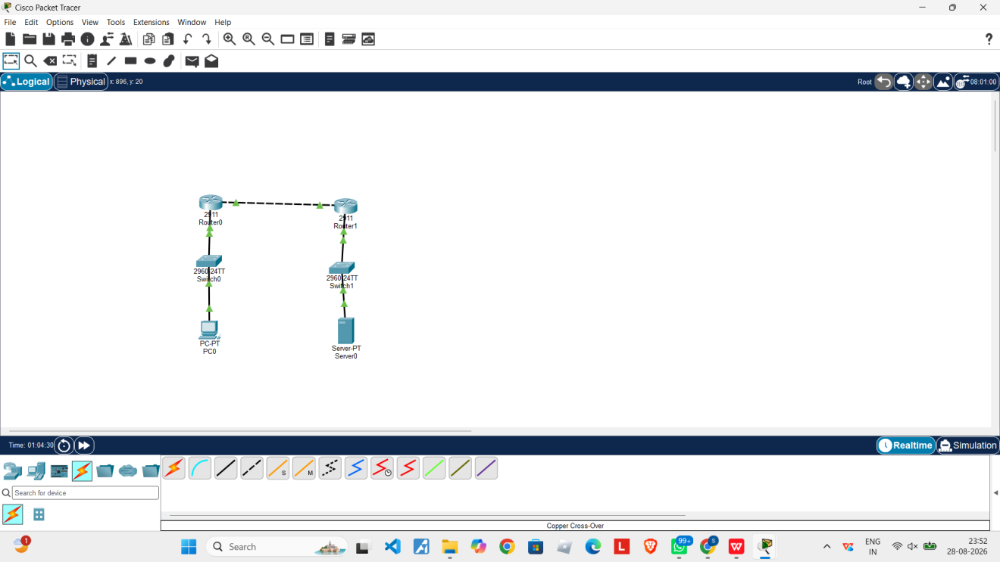 Cisco Packet Tracer
File Edit Options View Tools Extensions Window Help
?
Logical Physical x: 896, y: 20 Root 08:01:00
2911
Router0
2911
Router1
2960-24TT
Switch0
2960-24TT
Switch1
PC-PT
PC0
Server-PT
Server0
Time: 01:04:30 Realtime Simulation
S M
Search for device
Copper Cross-Over
1
Search
L
99+
S
W
ENG
IN
23:52
28-08-2026